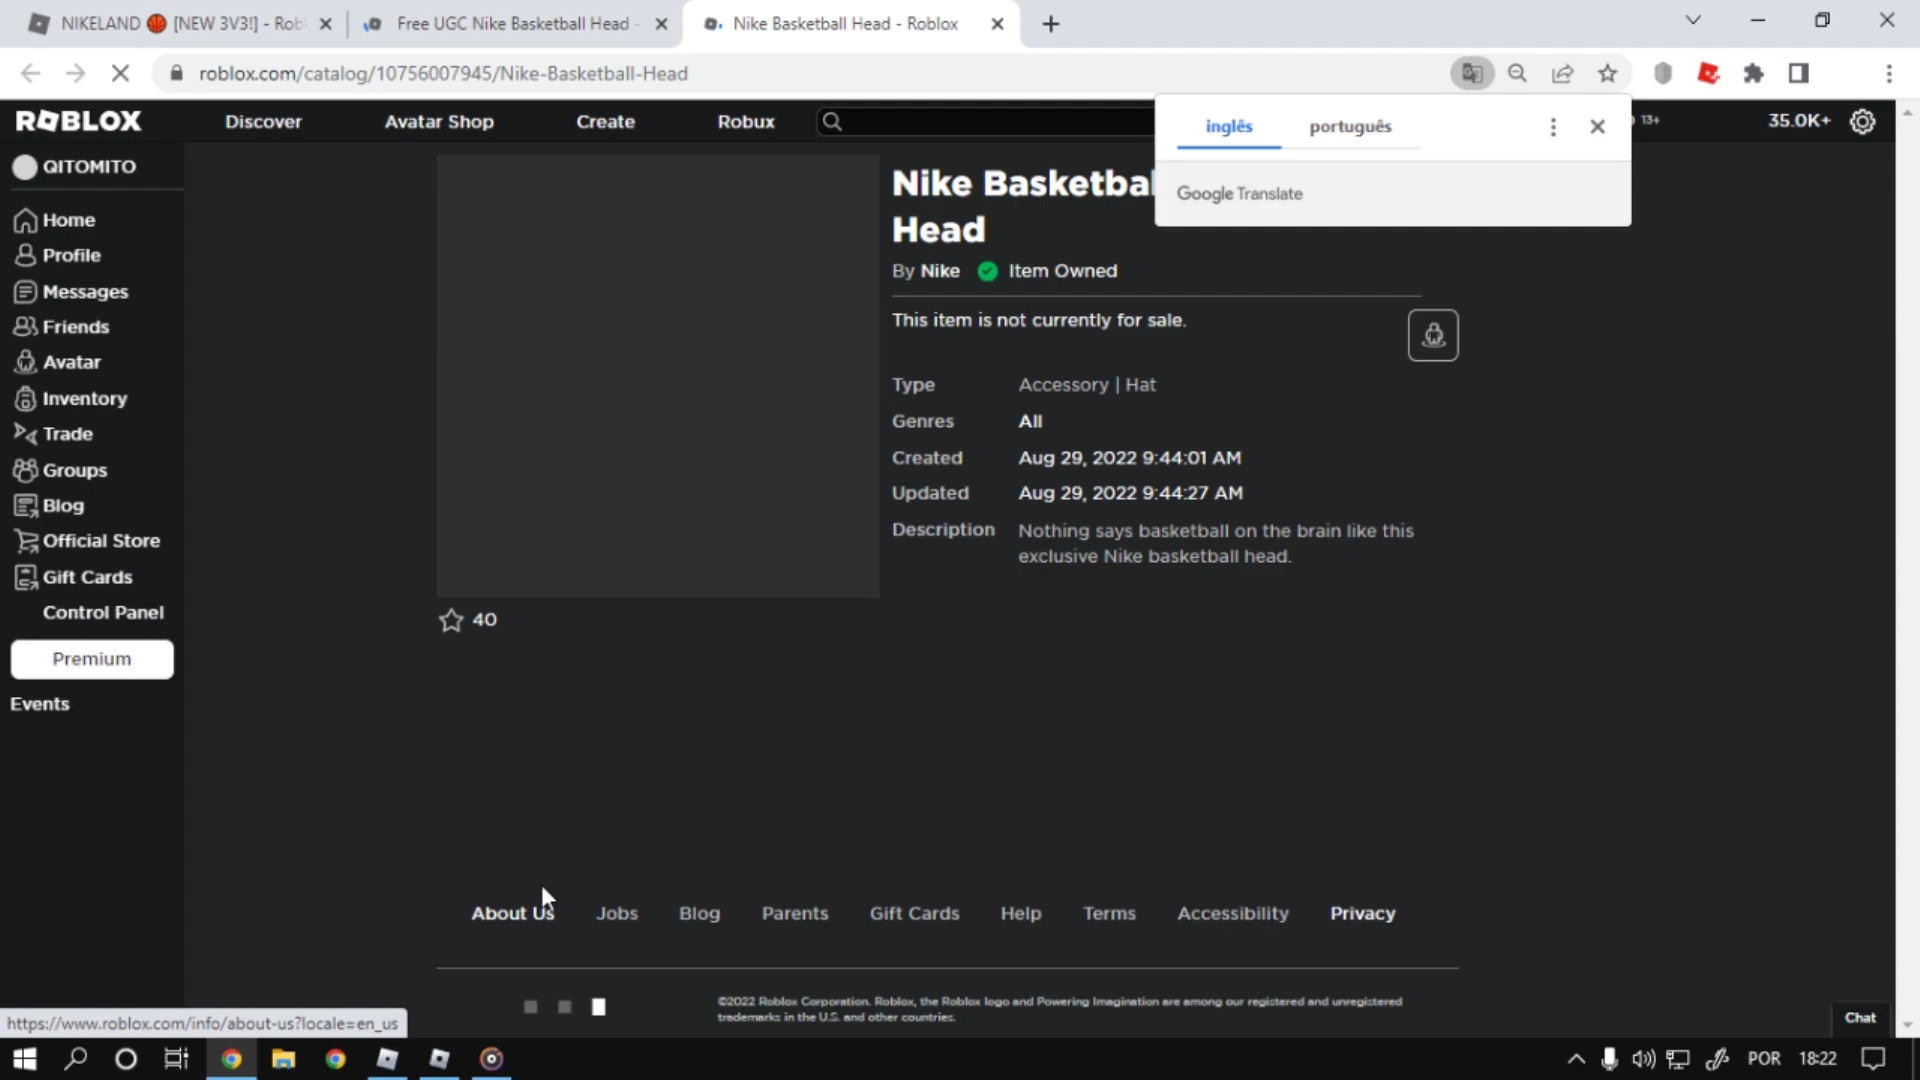 NIKELAND 🏀 [NEW 3V3!] - Rob
Free UGC Nike Basketball Head -
Nike Basketball Head - Roblox
roblox.com/catalog/10756007945/Nike-Basketball-Head
ROBLOX
Discover
Avatar Shop
Create
Robux
inglês
português
13+
35.0K+
Google Translate
QITOMITO
Home
Profile
Messages
Friends
Avatar
Inventory
Trade
Groups
Blog
Official Store
Gift Cards
Control Panel
Premium
Events
Nike Basketbal
Head
By Nike Item Owned
This item is not currently for sale.
Type Accessory | Hat
Genres All
Created Aug 29, 2022 9:44:01 AM
Updated Aug 29, 2022 9:44:27 AM
Description Nothing says basketball on the brain like this
exclusive Nike basketball head.
40
About Us Jobs Blog Parents Gift Cards Help Terms Accessibility Privacy
©2022 Roblox Corporation. Roblox, the Roblox logo and Powering Imagination are among our registered and unregistered
trademarks in the U.S. and other countries.
Chat
https://www.roblox.com/info/about-us?locale=en_us
POR 18:22